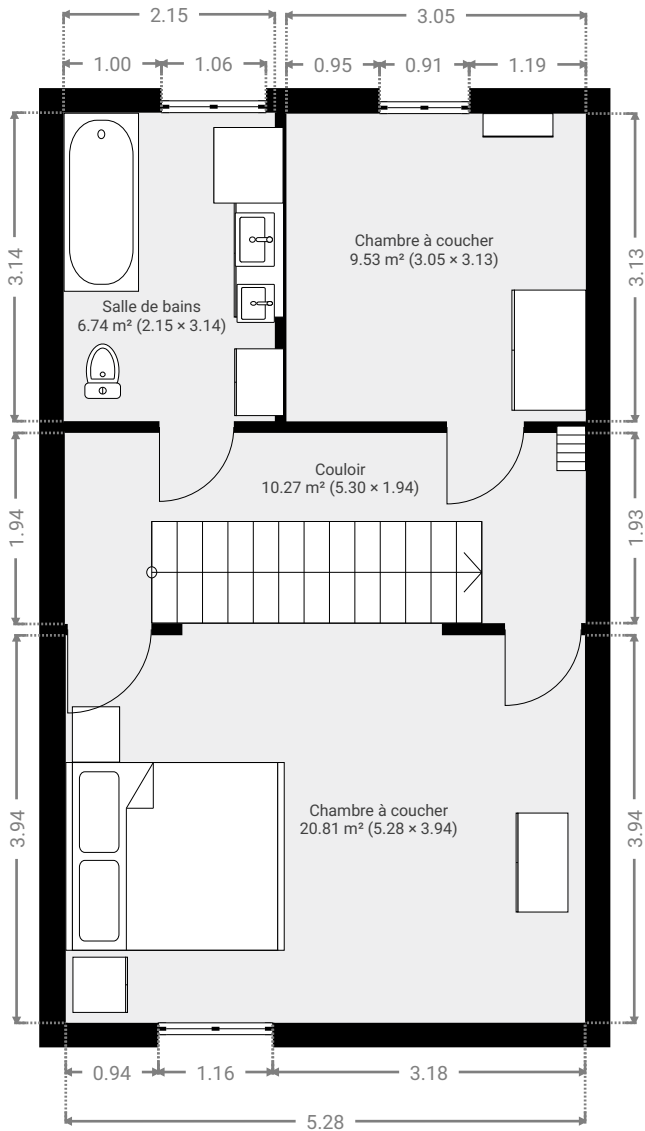 2.15
3.05
1.00
1.06
0.95
0.91
1.19
3.14
3.13
Chambre à coucher
9.53 m² (3.05 × 3.13)
Salle de bains
6.74 m² (2.15 × 3.14)
Couloir
10.27 m² (5.30 × 1.94)
1.94
1.93
Chambre à coucher
20.81 m² (5.28 × 3.94)
3.94
3.94
0.94
1.16
3.18
5.28